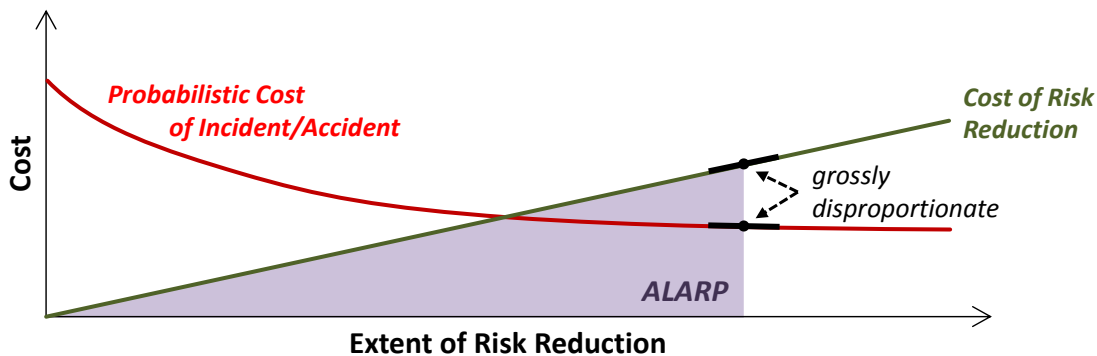 Probabilistic Cost
of Incident/Accident
Cost of Risk
Reduction
Cost
grossly
disproportionate
ALARP
Extent of Risk Reduction